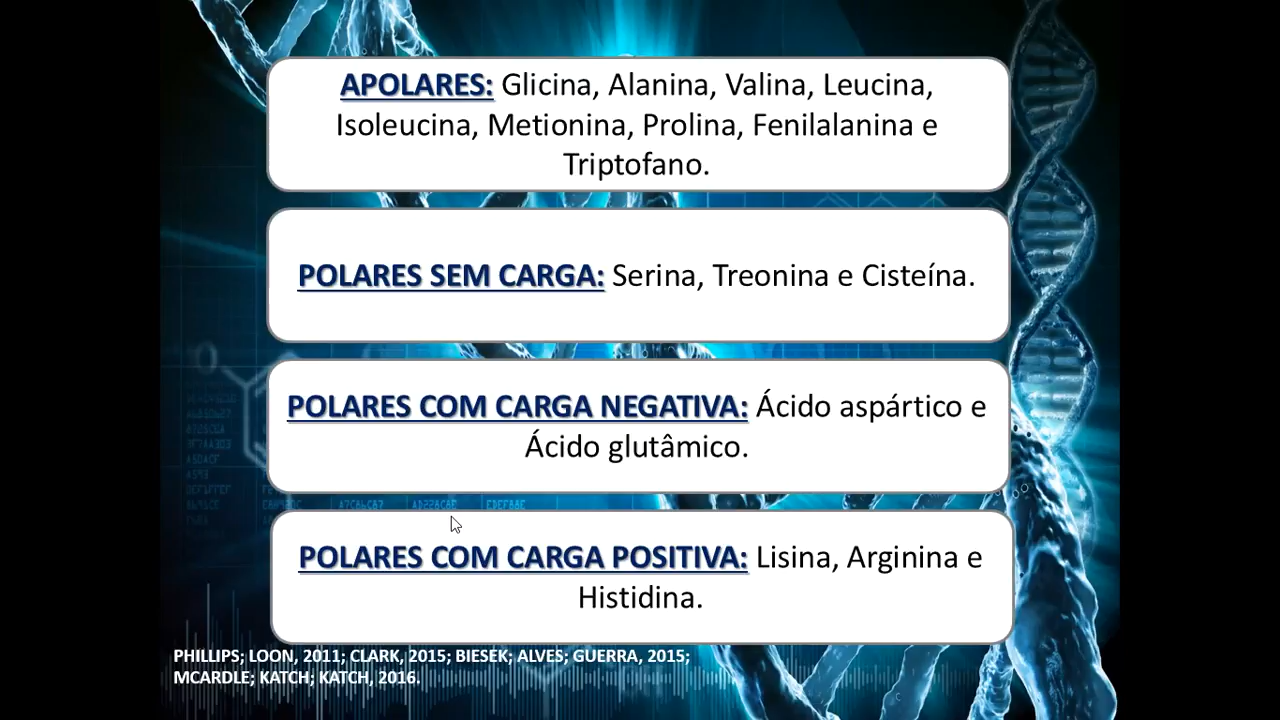 APOLARES: Glicina, Alanina, Valina, Leucina,
Isoleucina, Metionina, Prolina, Fenilalanina e
Triptofano.
POLARES SEM CARGA: Serina, Treonina e Cisteína.
POLARES COM CARGA NEGATIVA: Ácido aspártico e
Ácido glutâmico.
POLARES COM CARGA POSITIVA: Lisina, Arginina e
Histidina.
PHILLIPS; LOON, 2011; CLARK, 2015; BIESEK; ALVES; GUERRA, 2015;
MCARDLE; KATCH; KATCH, 2016.